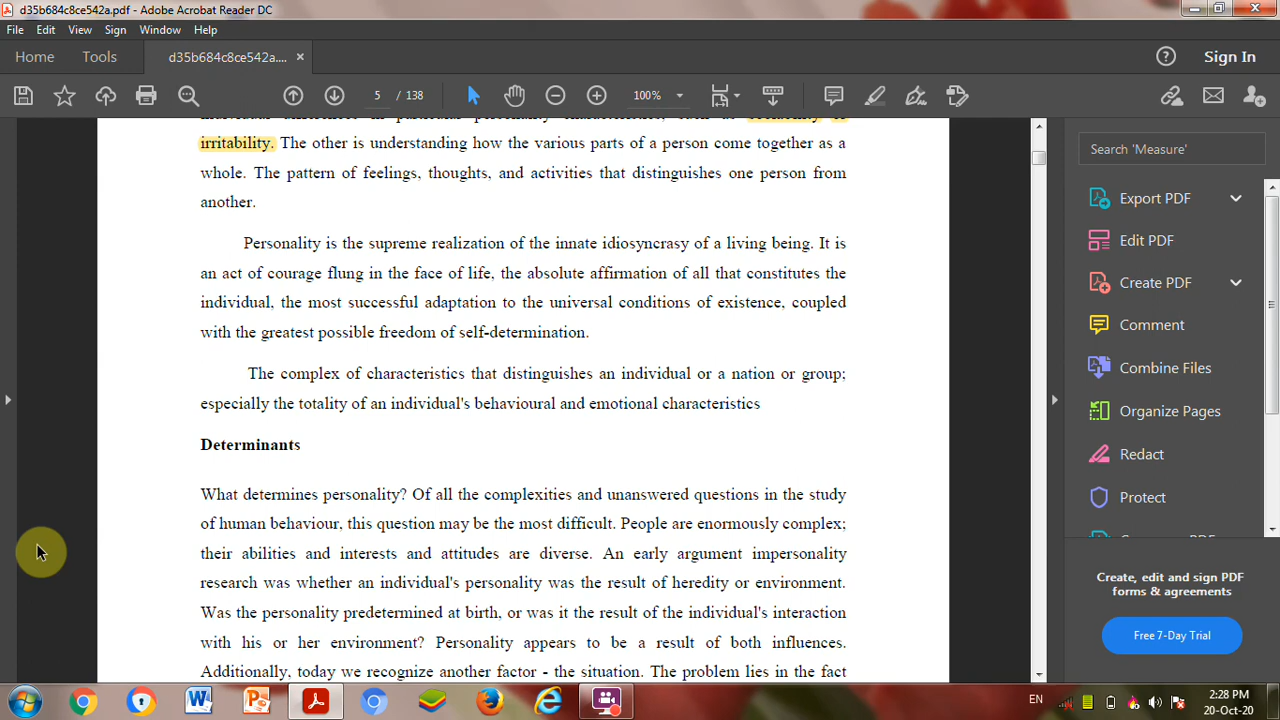 d35b684c8ce542a.pdf - Adobe Acrobat Reader DC
File Edit View Sign Window Help
Home Tools d35b684c8ce542a.... × Sign In
5 / 138 100%
irritability. The other is understanding how the various parts of a person come together as a
whole. The pattern of feelings, thoughts, and activities that distinguishes one person from
another.
Personality is the supreme realization of the innate idiosyncrasy of a living being. It is
an act of courage flung in the face of life, the absolute affirmation of all that constitutes the
individual, the most successful adaptation to the universal conditions of existence, coupled
with the greatest possible freedom of self-determination.
The complex of characteristics that distinguishes an individual or a nation or group;
especially the totality of an individual's behavioural and emotional characteristics
Determinants
What determines personality? Of all the complexities and unanswered questions in the study
of human behaviour, this question may be the most difficult. People are enormously complex;
their abilities and interests and attitudes are diverse. An early argument impersonality
research was whether an individual's personality was the result of heredity or environment.
Was the personality predetermined at birth, or was it the result of the individual's interaction
with his or her environment? Personality appears to be a result of both influences.
Additionally, today we recognize another factor - the situation. The problem lies in the fact
Search 'Measure'
Export PDF
Edit PDF
Create PDF
Comment
Combine Files
Organize Pages
Redact
Protect
Create, edit and sign PDF
forms & agreements
Free 7-Day Trial
EN
2:28 PM
20-Oct-20